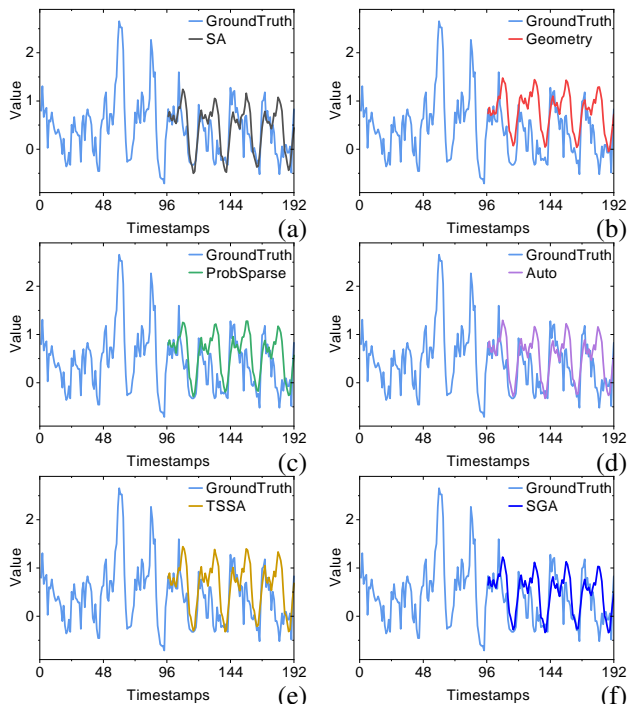 GroundTruth
SA
Value
2
1
0
0 48 96 144 192
Timestamps
(a)
GroundTruth
Geometry
Value
2
1
0
0 48 96 144 192
Timestamps
(b)
GroundTruth
ProbSparse
Value
2
1
0
0 48 96 144 192
Timestamps
(c)
GroundTruth
Auto
Value
2
1
0
0 48 96 144 192
Timestamps
(d)
GroundTruth
TSSA
Value
2
1
0
0 48 96 144 192
Timestamps
(e)
GroundTruth
SGA
Value
2
1
0
0 48 96 144 192
Timestamps
(f)